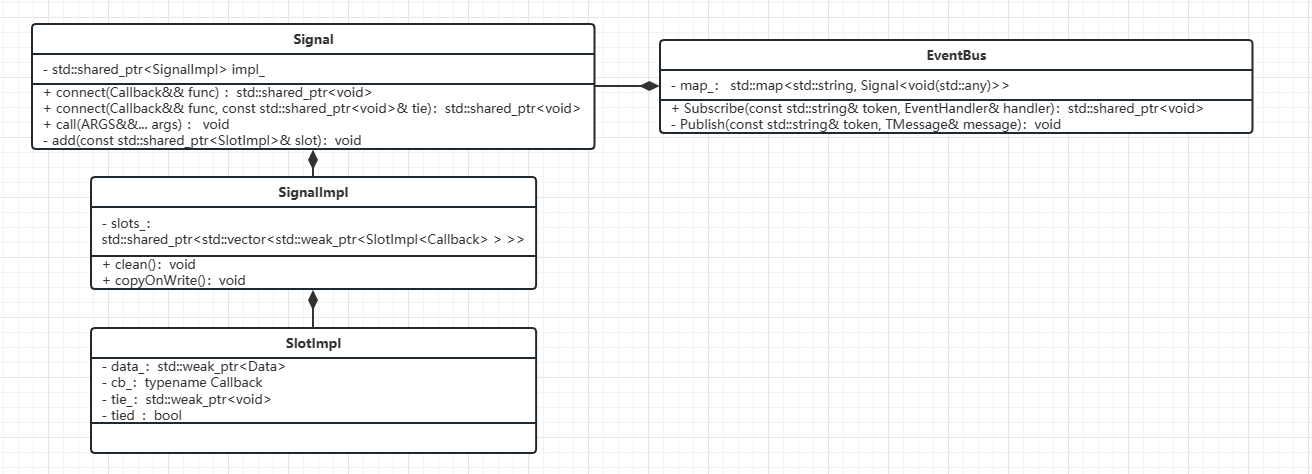 Signal
- std::shared_ptr<SignalImpl> impl_
+ connect(Callback&& func) : std::shared_ptr<void>
+ connect(Callback&& func, const std::shared_ptr<void>& tie): std::shared_ptr<void>
+ call(ARGS&&... args) : void
- add(const std::shared_ptr<SlotImpl>& slot): void
EventBus
- map_: std::map<std::string, Signal<void(std::any)>>
+ Subscribe(const std::string& token, EventHandler& handler): std::shared_ptr<void>
- Publish(const std::string& token, TMessage& message): void
SignalImpl
- slots_:
std::shared_ptr<std::vector<std::weak_ptr<SlotImpl<Callback> > >>
+ clean(): void
+ copyOnWrite(): void
SlotImpl
- data_: std::weak_ptr<Data>
- cb_: typename Callback
- tie_: std::weak_ptr<void>
- tied_: bool